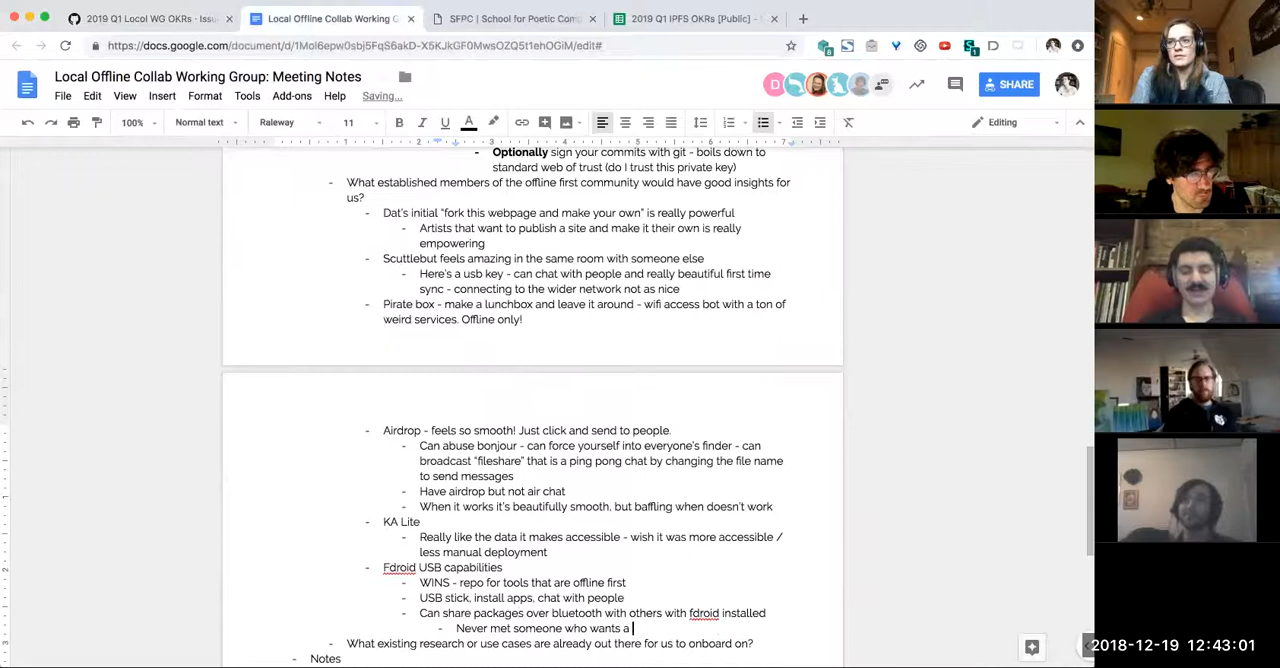 2019 Q1 Locol WG OKRs · Issu
Local Offline Collab Working Gr
SFPC | School for Poetic Comp
2019 Q1 IPFS OKRs [Public] -
https://docs.google.com/document/d/1Mol6epw0sbj5FqS6akD-X5KJkGF0MwsOZQ5t1ehOGiM/edit#
Local Offline Collab Working Group: Meeting Notes
File Edit View Insert Format Tools Add-ons Help Saving...
D
SHARE
100% Normal text Raleway 11 B I U A Editing
2 3 4 5 6 7
- Optionally sign your commits with git - boils down to
standard web of trust (do I trust this private key)
- What established members of the offline first community would have good insights for
us?
- Dat's initial "fork this webpage and make your own" is really powerful
- Artists that want to publish a site and make it their own is really
empowering
- Scuttlebut feels amazing in the same room with someone else
- Here's a usb key - can chat with people and really beautiful first time
sync - connecting to the wider network not as nice
- Pirate box - make a lunchbox and leave it around - wifi access bot with a ton of
weird services. Offline only!
- Airdrop - feels so smooth! Just click and send to people.
- Can abuse bonjour - can force yourself into everyone's finder - can
broadcast "fileshare" that is a ping pong chat by changing the file name
to send messages
- Have airdrop but not air chat
- When it works it's beautifully smooth, but baffling when doesn't work
- KA Lite
- Really like the data it makes accessible - wish it was more accessible /
less manual deployment
- Fdroid USB capabilities
- WINS - repo for tools that are offline first
- USB stick, install apps, chat with people
- Can share packages over bluetooth with others with fdroid installed
- Never met someone who wants a
- What existing research or use cases are already out there for us to onboard on?
- Notes
2018-12-19 12:43:01